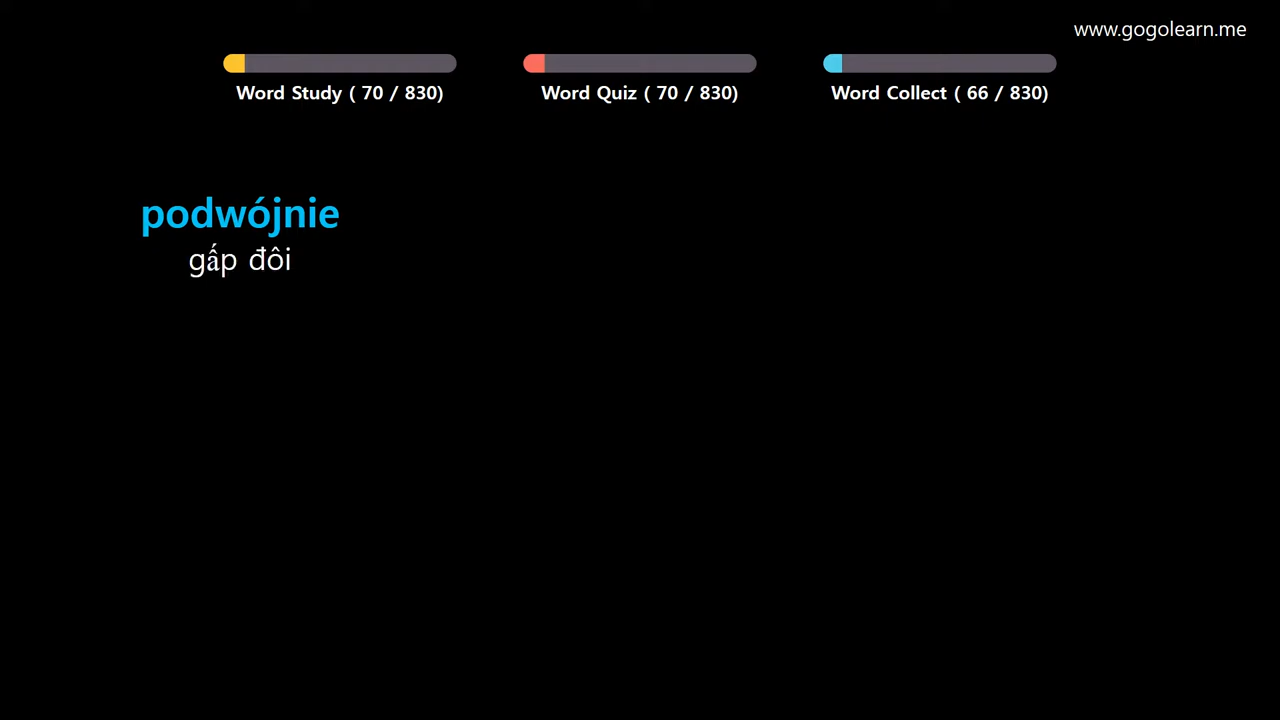 www.gogolearn.me
Word Study ( 70 / 830)
Word Quiz ( 70 / 830)
Word Collect ( 66 / 830)
podwójnie
gấp đôi